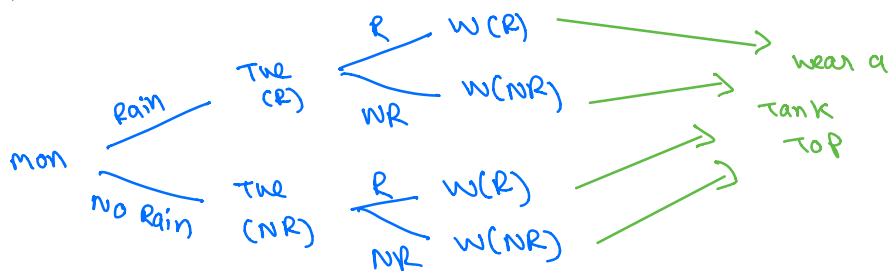 R W(R)
Tue
(R)
wear a
Rain
W(NR)
NR
Tank
Top
Mon
R W(R)
Tue
No Rain
(NR)
NR W(NR)